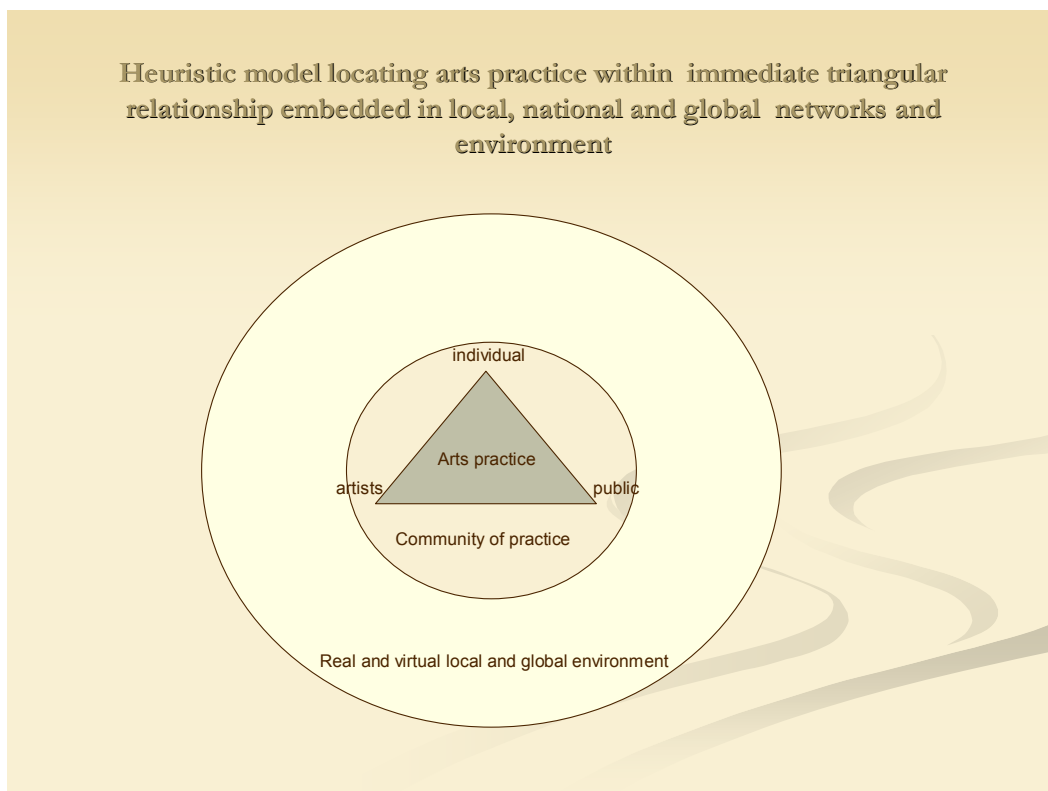 Heuristic model locating arts practice within immediate triangular
relationship embedded in local, national and global networks and
environment
individual
Arts practice
artists public
Community of practice
Real and virtual local and global environment